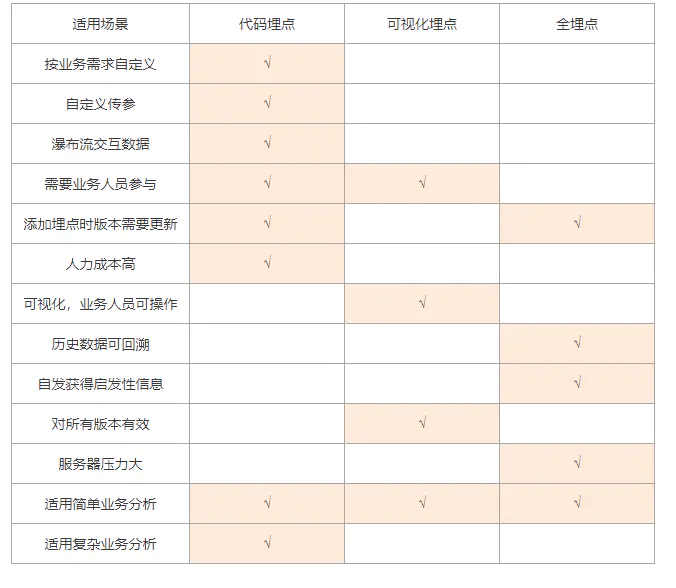 适用场景 代码埋点 可视化埋点 全埋点
按业务需求自定义 √
自定义传参 √
瀑布流交互数据 √
需要业务人员参与 √ √
添加埋点时版本需要更新 √ √
人力成本高 √
可视化，业务人员可操作 √
历史数据可回溯 √
自发获得启发性信息 √
对所有版本有效 √
服务器压力大 √
适用简单业务分析 √ √ √
适用复杂业务分析 √